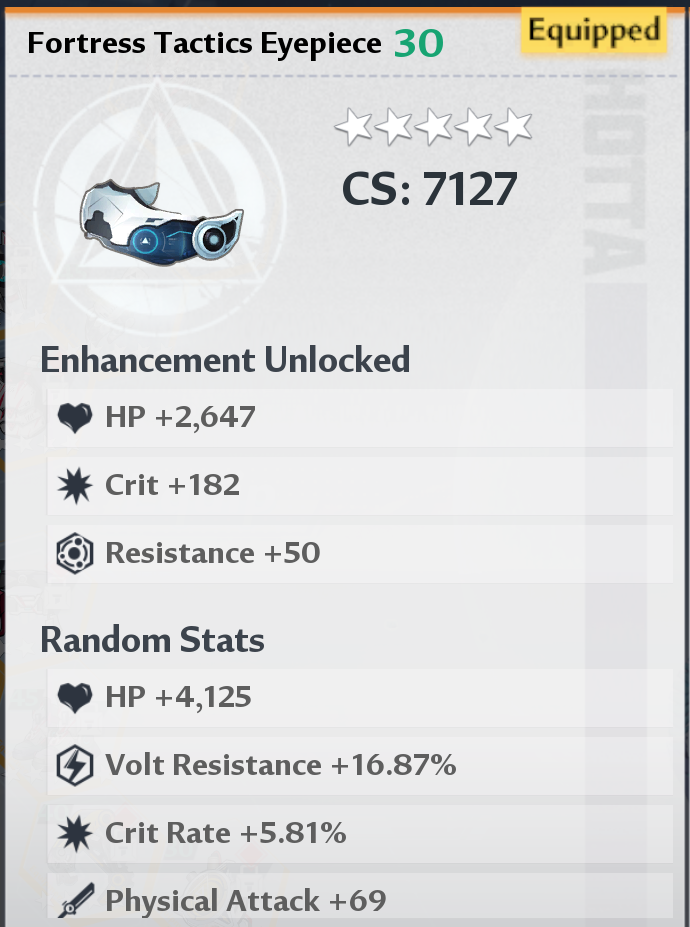 Fortress Tactics Eyepiece 30
Equipped
HOTTA
CS: 7127
Enhancement Unlocked
HP +2,647
Crit +182
Resistance +50
Random Stats
HP +4,125
Volt Resistance +16.87%
Crit Rate +5.81%
Physical Attack +69